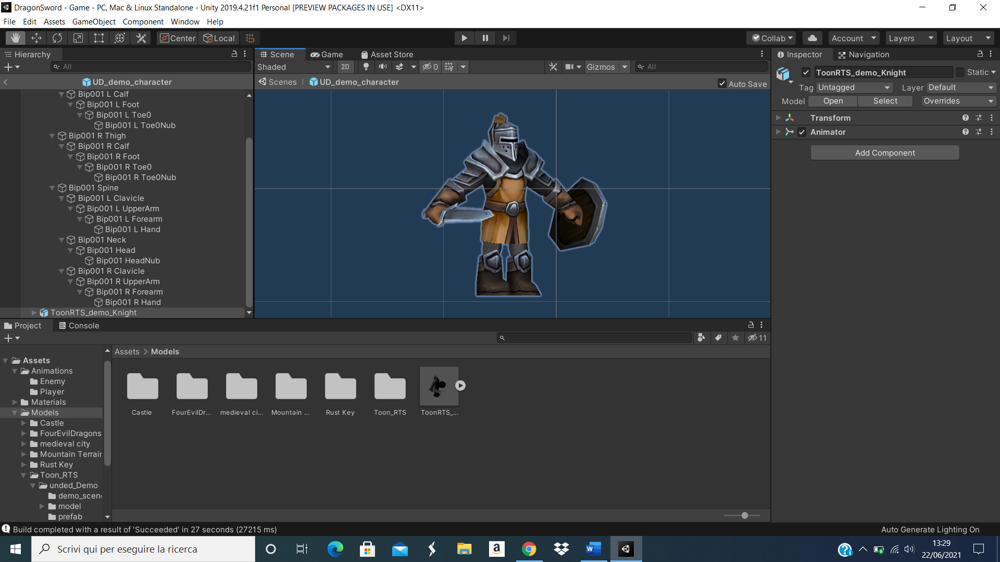 DragonSword - Game - PC, Mac & Linux Standalone - Unity 2019.4.21f1 Personal [PREVIEW PACKAGES IN USE] <DX11>
File Edit Assets GameObject Component Window Help
Center Local Collab Account Layers Layout
Hierarchy
All
UD_demo_character
Bip001 L Calf
Bip001 L Foot
Bip001 L Toe0
Bip001 L Toe0Nub
Bip001 R Thigh
Bip001 R Calf
Bip001 R Foot
Bip001 R Toe0
Bip001 R Toe0Nub
Bip001 Spine
Bip001 L Clavicle
Bip001 L UpperArm
Bip001 L Forearm
Bip001 L Hand
Bip001 Neck
Bip001 Head
Bip001 HeadNub
Bip001 R Clavicle
Bip001 R UpperArm
Bip001 R Forearm
Bip001 R Hand
ToonRTS_demo_Knight
Scene Game Asset Store
Shaded 2D 0 Gizmos All
Scenes UD_demo_character Auto Save
Inspector Navigation
ToonRTS_demo_Knight Static
Tag Untagged Layer Default
Model Open Select Overrides
Transform
Animator
Add Component
Project Console
11
Assets
Animations
Enemy
Player
Materials
Models
Castle
FourEvilDragons
medieval city
Mountain Terrain
Rust Key
Toon_RTS
unded_Demo
demo_scene
model
prefab
Assets > Models
Castle FourEvilDr... medieval ci... Mountain ... Rust Key Toon_RTS ToonRTS_...
Build completed with a result of 'Succeeded' in 27 seconds (27215 ms)
Auto Generate Lighting On
Scrivi qui per eseguire la ricerca
13:29
22/06/2021